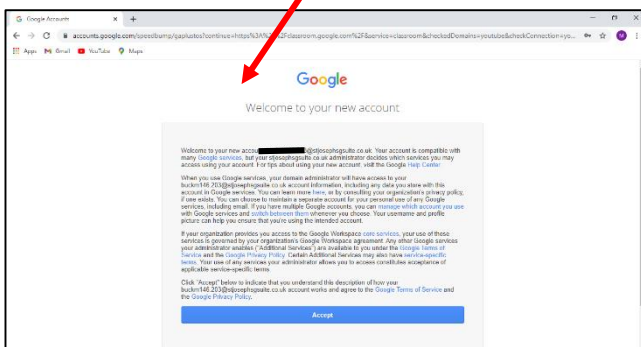 Google Accounts
accounts.google.com/speedbump/gaplustos?continue=https%3A%2F%2Fclassroom.google.com%2F&service=classroom&checkedDomains=youtube&checkConnection=yo...
Apps Gmail YouTube Maps
Google
Welcome to your new account
Welcome to your new accou @stjosephsgsuite.co.uk. Your account is compatible with
many Google services, but your stjosephsgsuite.co.uk administrator decides which services you may
access using your account. For tips about using your new account, visit the Google Help Center.
When you use Google services, your domain administrator will have access to your
buckm146.203@stjosephsgsuite.co.uk account information, including any data you store with this
account in Google services. You can learn more here, or by consulting your organization's privacy policy,
if one exists. You can choose to maintain a separate account for your personal use of any Google
services, including email. If you have multiple Google accounts, you can manage which account you use
with Google services and switch between them whenever you choose. Your username and profile
picture can help you ensure that you're using the intended account.
If your organization provides you access to the Google Workspace core services, your use of those
services is governed by your organization's Google Workspace agreement. Any other Google services
your administrator enables ("Additional Services") are available to you under the Google Terms of
Service and the Google Privacy Policy. Certain Additional Services may also have service-specific
terms. Your use of any services your administrator allows you to access constitutes acceptance of
applicable service-specific terms.
Click "Accept" below to indicate that you understand this description of how your
buckm146.203@stjosephsgsuite.co.uk account works and agree to the Google Terms of Service and
the Google Privacy Policy.
Accept